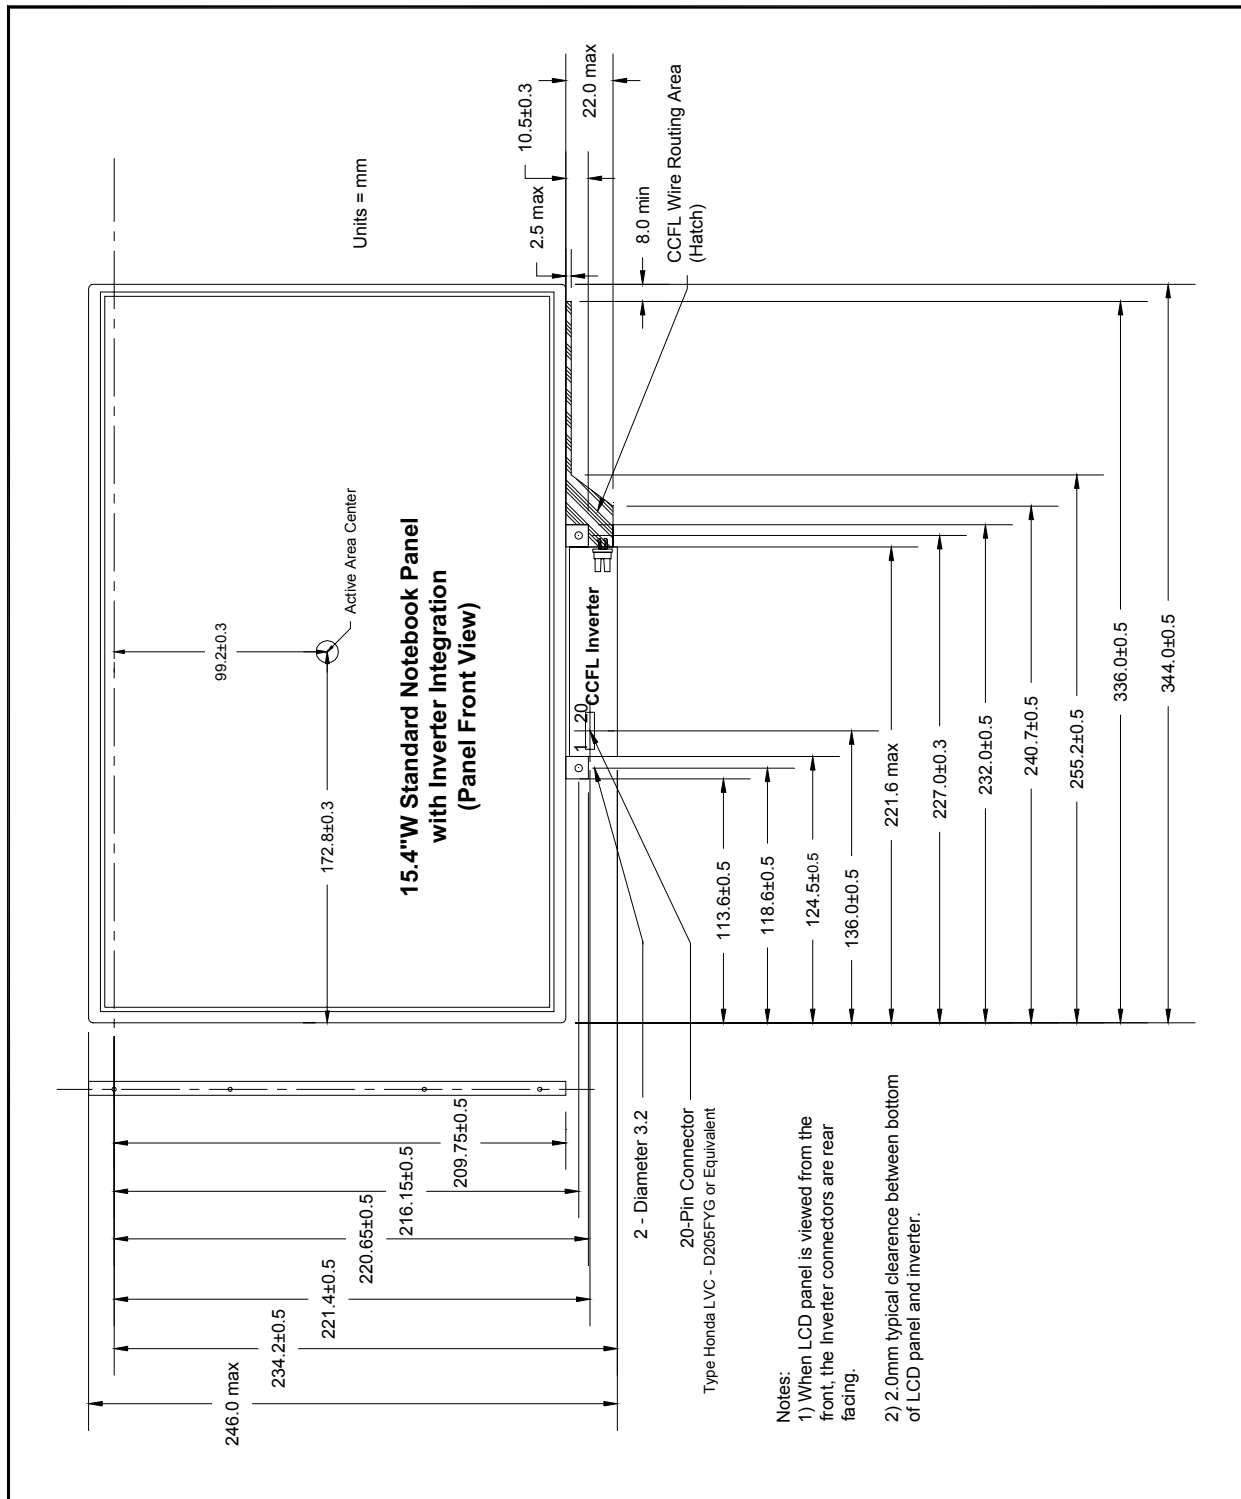 22.0 max
10.5±0.3
2.5 max
8.0 min
CCFL Wire Routing Area
(Hatch)
Units = mm
Active Area Center
99.2±0.3
172.8±0.3
15.4"W Standard Notebook Panel
with Inverter Integration
(Panel Front View)
CCFL Inverter
1 20
113.6±0.5
118.6±0.5
124.5±0.5
136.0±0.5
221.6 max
227.0±0.3
232.0±0.5
240.7±0.5
255.2±0.5
336.0±0.5
344.0±0.5
209.75±0.5
216.15±0.5
220.65±0.5
221.4±0.5
234.2±0.5
246.0 max
2 - Diameter 3.2
20-Pin Connector
Type Honda LVC - D205FYG or Equivalent
Notes:
1) When LCD panel is viewed from the
front, the Inverter connectors are rear
facing.
2) 2.0mm typical clearence between bottom
of LCD panel and inverter.